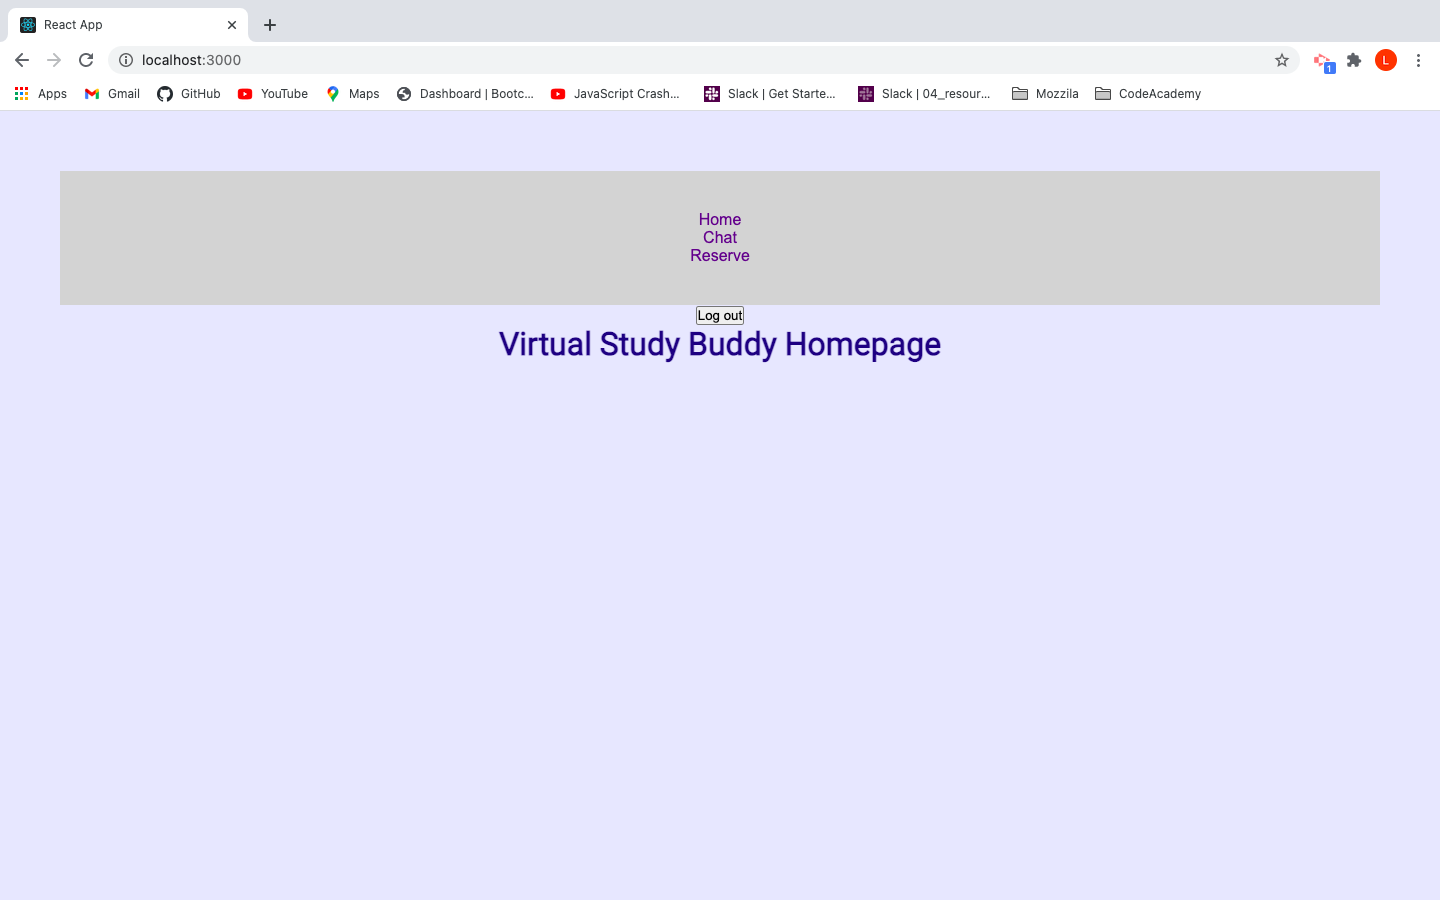 React App
localhost:3000
L
1
Apps Gmail GitHub YouTube Maps Dashboard | Bootc... JavaScript Crash... Slack | Get Starte... Slack | 04_resour... Mozzila CodeAcademy
Home
Chat
Reserve
Log out
Virtual Study Buddy Homepage